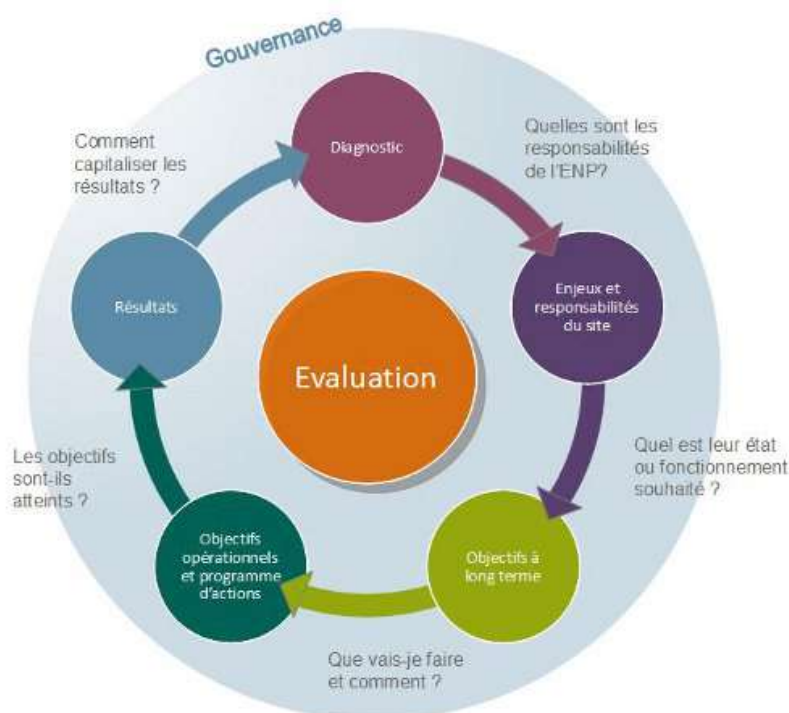 Gouvernance
Diagnostic
Quelles sont les
responsabilités
de l'ENP?
Enjeux et
responsabilités
du site
Quel est leur état
ou fonctionnement
souhaité ?
Objectifs à
long terme
Que vais-je faire
et comment ?
Objectifs
opérationnels
et programme
d'actions
Les objectifs
sont-ils
atteints ?
Résultats
Comment
capitaliser les
résultats ?
Evaluation